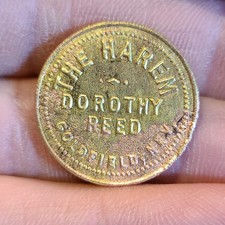 THE HAREM
DOROTHY
REED
GOLDFIELD, NEV.